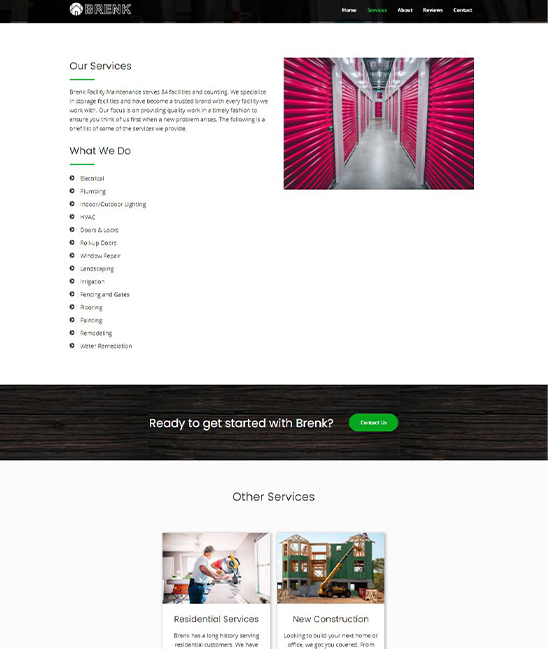 BRENK
Home Services About Reviews Contact
Our Services
Brenk Facility Maintenance serves 84 facilities and counting. We specialize
in storage facilities and have become a trusted brand with every facility we
work with. Our focus is on providing quality work in a timely fashion to
ensure you think of us first when a new problem arises. The following is a
brief list of some of the services we provide.
What We Do
Electrical
Plumbing
Indoor/Outdoor Lighting
HVAC
Doors & Locks
Roll-up Doors
Window Repair
Landscaping
Irrigation
Fencing and Gates
Flooring
Painting
Remodeling
Water Remediation
Ready to get started with Brenk?
Contact Us
Other Services
Residential Services
Brenk has a long history serving
residential customers. We have
New Construction
Looking to build your next home or
office, we got you covered. From